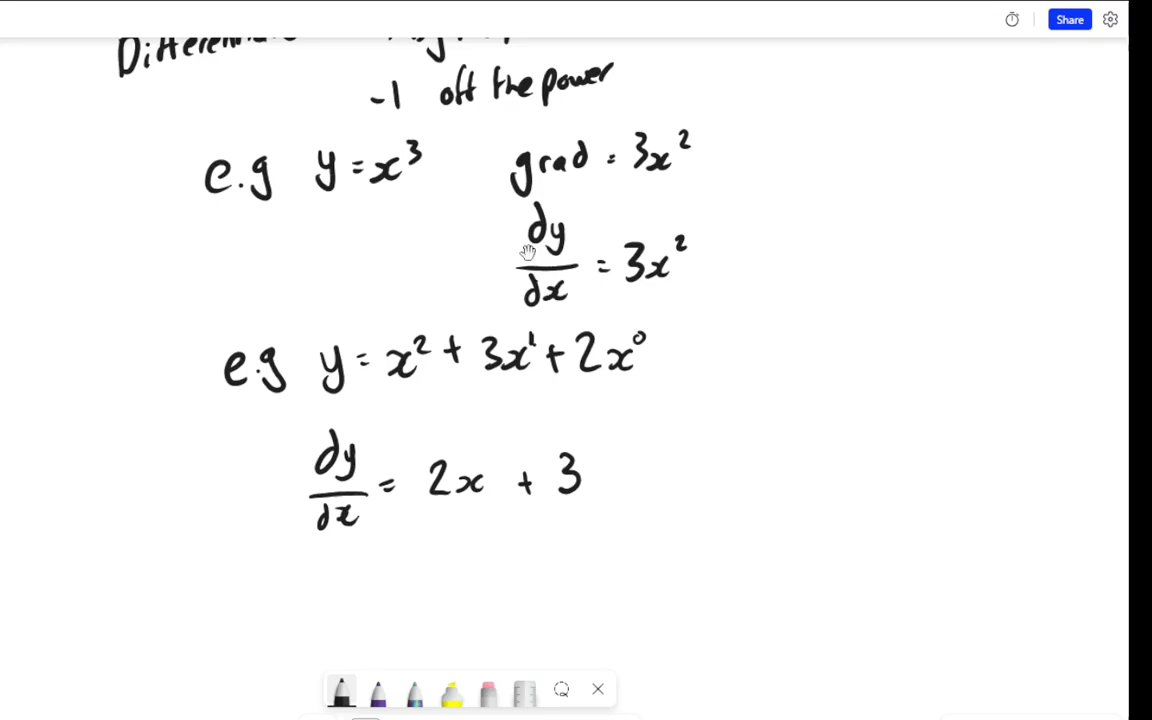 Share
-1 off the power
e.g y = x³ grad = 3x²
dy/dx = 3x²
e.g y = x² + 3x¹ + 2x⁰
dy/dx = 2x + 3